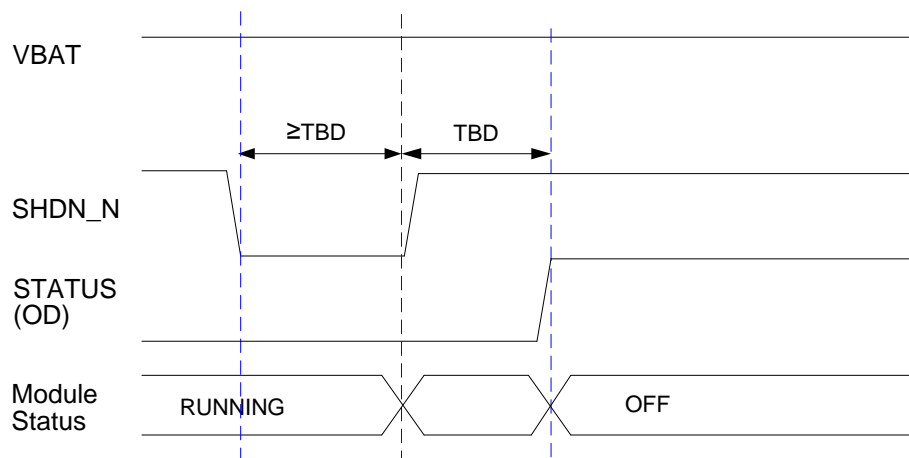 VBAT
≥TBD
TBD
SHDN_N
STATUS
(OD)
Module
Status
RUNNING
OFF